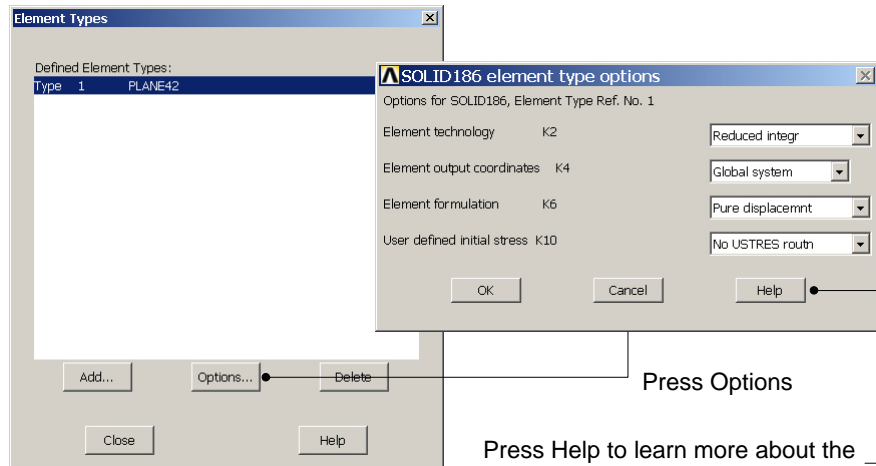 Element Types
Defined Element Types:
Type 1 PLANE42
Add...
Options...
Delete
Close
Help
SOLID186 element type options
Options for SOLID186, Element Type Ref. No. 1
Element technology K2 Reduced integr
Element output coordinates K4 Global system
Element formulation K6 Pure displacemnt
User defined initial stress K10 No USTRES routn
OK
Cancel
Help
Press Options
Press Help to learn more about the _